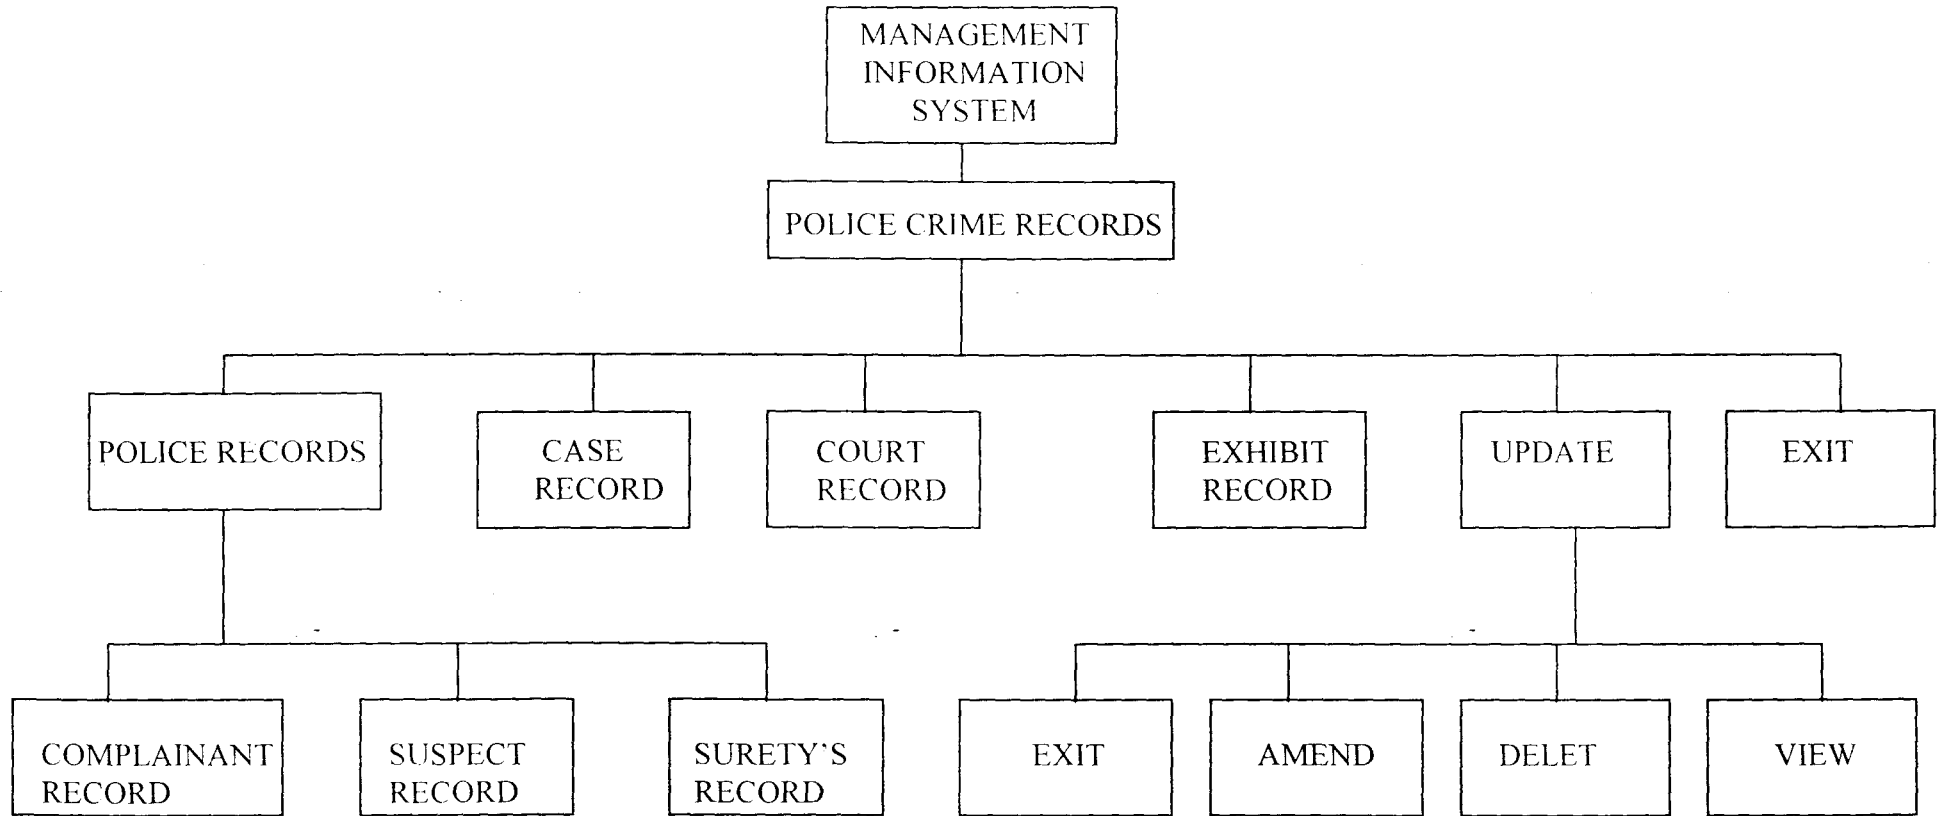 MANAGEMENT
INFORMATION
SYSTEM
POLICE CRIME RECORDS
POLICE RECORDS
CASE
RECORD
COURT
RECORD
EXHIBIT
RECORD
UPDATE
EXIT
COMPLAINANT
RECORD
SUSPECT
RECORD
SURETY'S
RECORD
EXIT
AMEND
DELET
VIEW